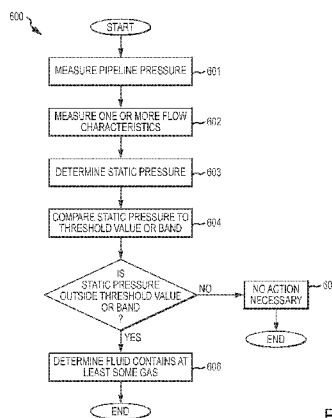 600
START
MEASURE PIPELINE PRESSURE
601
MEASURE ONE OR MORE FLOW
CHARACTERISTICS
602
DETERMINE STATIC PRESSURE
603
COMPARE STATIC PRESSURE TO
THRESHOLD VALUE OR BAND
604
IS
STATIC PRESSURE
OUTSIDE THRESHOLD VALUE
OR BAND
?
NO
NO ACTION
NECESSARY
END
YES
DETERMINE FLUID CONTAINS AT
LEAST SOME GAS
606
END